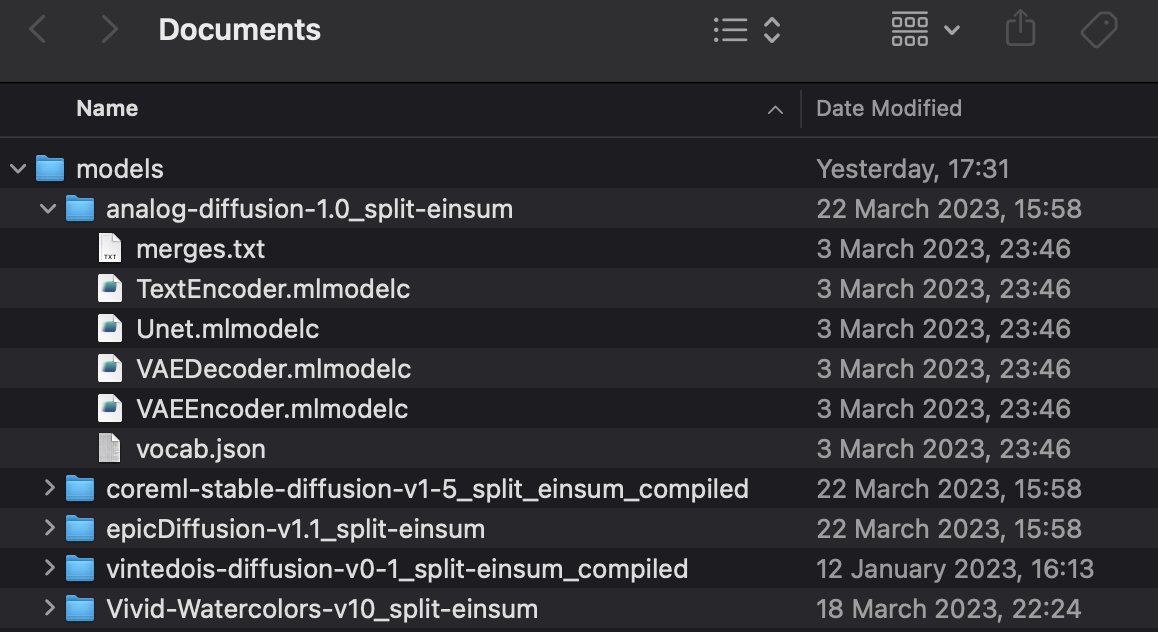 Documents
Name Date Modified
models Yesterday, 17:31
analog-diffusion-1.0_split-einsum 22 March 2023, 15:58
TXT merges.txt 3 March 2023, 23:46
TextEncoder.mlmodelc 3 March 2023, 23:46
Unet.mlmodelc 3 March 2023, 23:46
VAEDecoder.mlmodelc 3 March 2023, 23:46
VAEEncoder.mlmodelc 3 March 2023, 23:46
vocab.json 3 March 2023, 23:46
coreml-stable-diffusion-v1-5_split_einsum_compiled 22 March 2023, 15:58
epicDiffusion-v1.1_split-einsum 22 March 2023, 15:58
vintedois-diffusion-v0-1_split-einsum_compiled 12 January 2023, 16:13
Vivid-Watercolors-v10_split-einsum 18 March 2023, 22:24